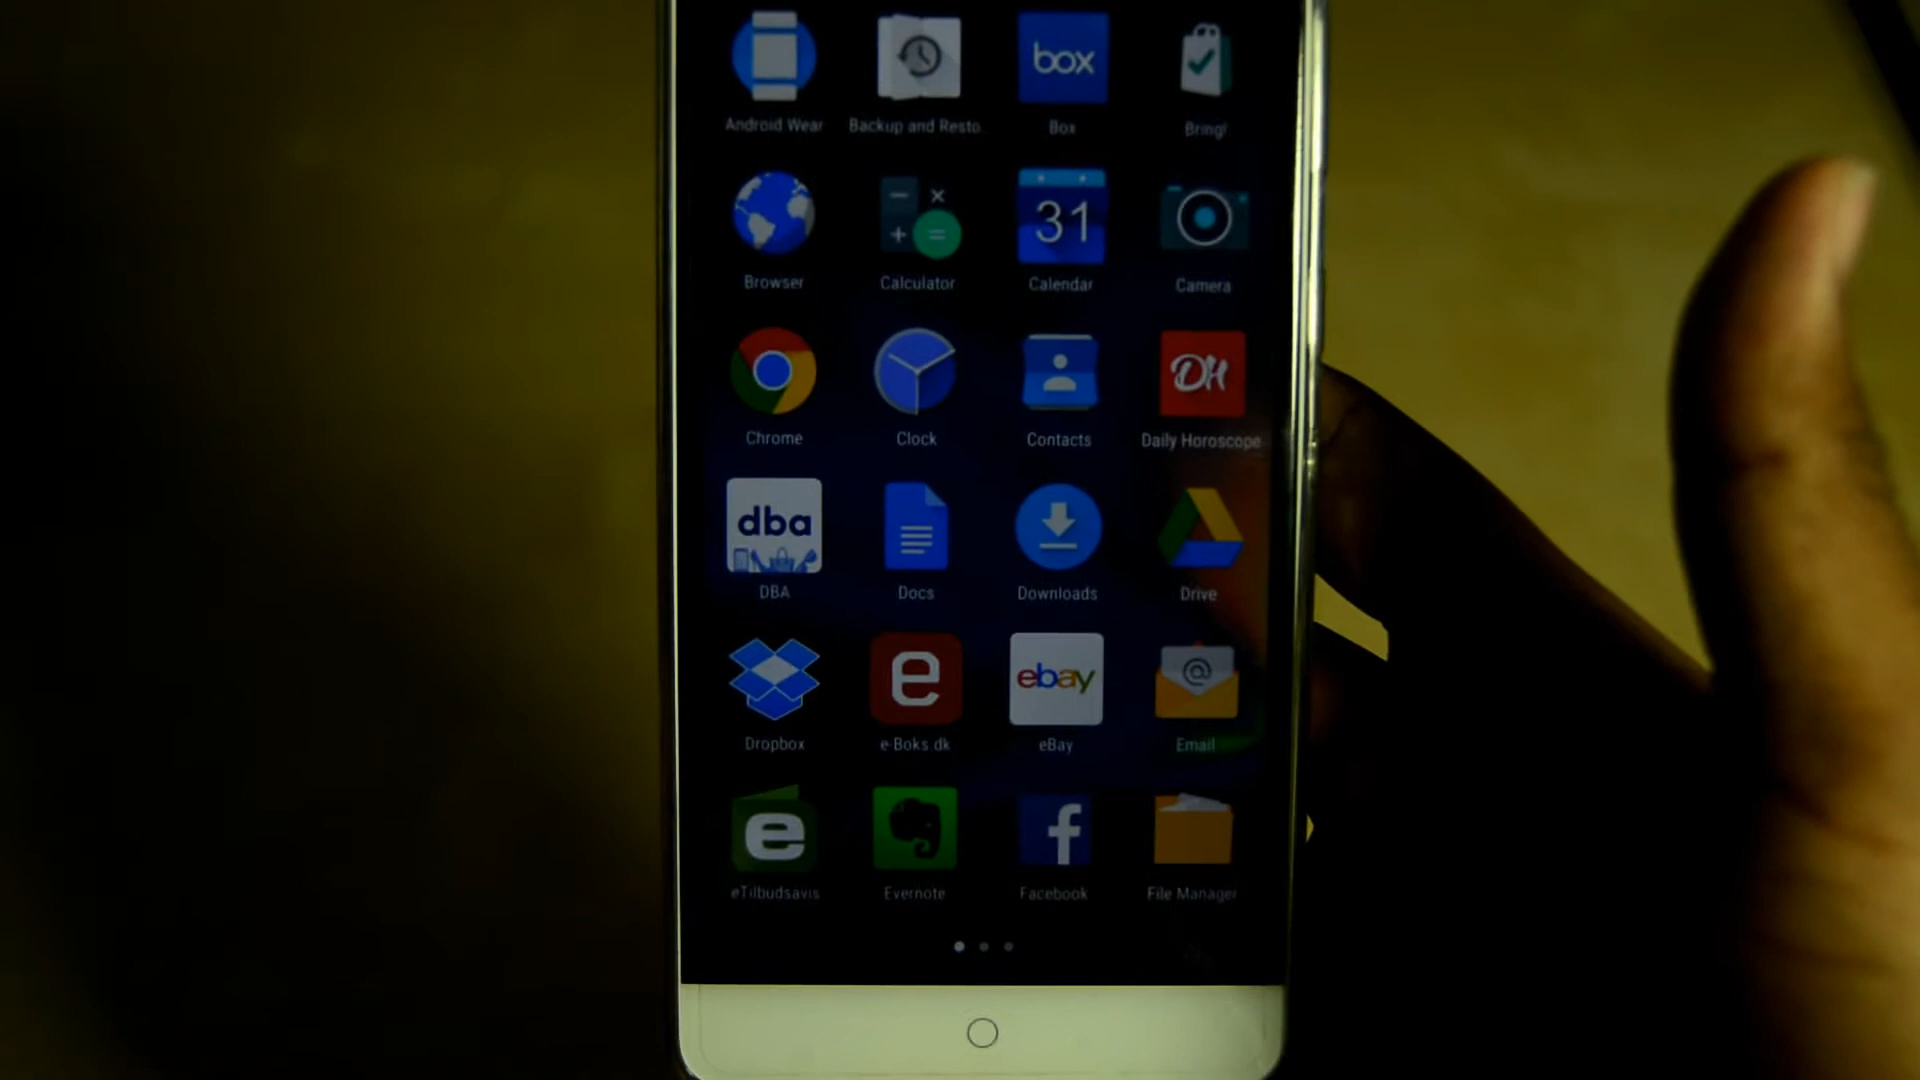 box
Android Wear
Backup and Resto..
Box
Bring!
31
Browser
Calculator
Calendar
Camera
DH
Chrome
Clock
Contacts
Daily Horoscope
dba
DBA
Docs
Downloads
Drive
e
ebay
@
Dropbox
e-Boks.dk
eBay
Email
e
f
eTilbudsavis
Evernote
Facebook
File Manager